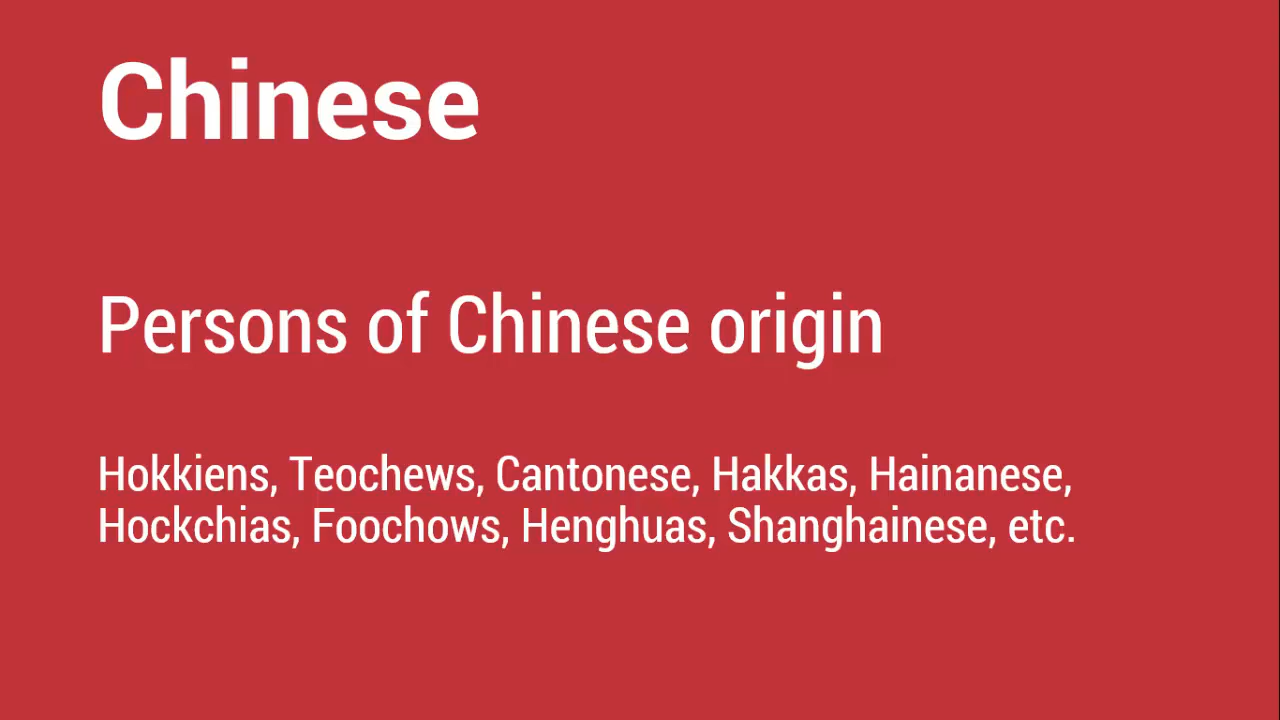 Chinese
Persons of Chinese origin
Hokkiens, Teochews, Cantonese, Hakkas, Hainanese,
Hockchias, Foochows, Henghuas, Shanghainese, etc.